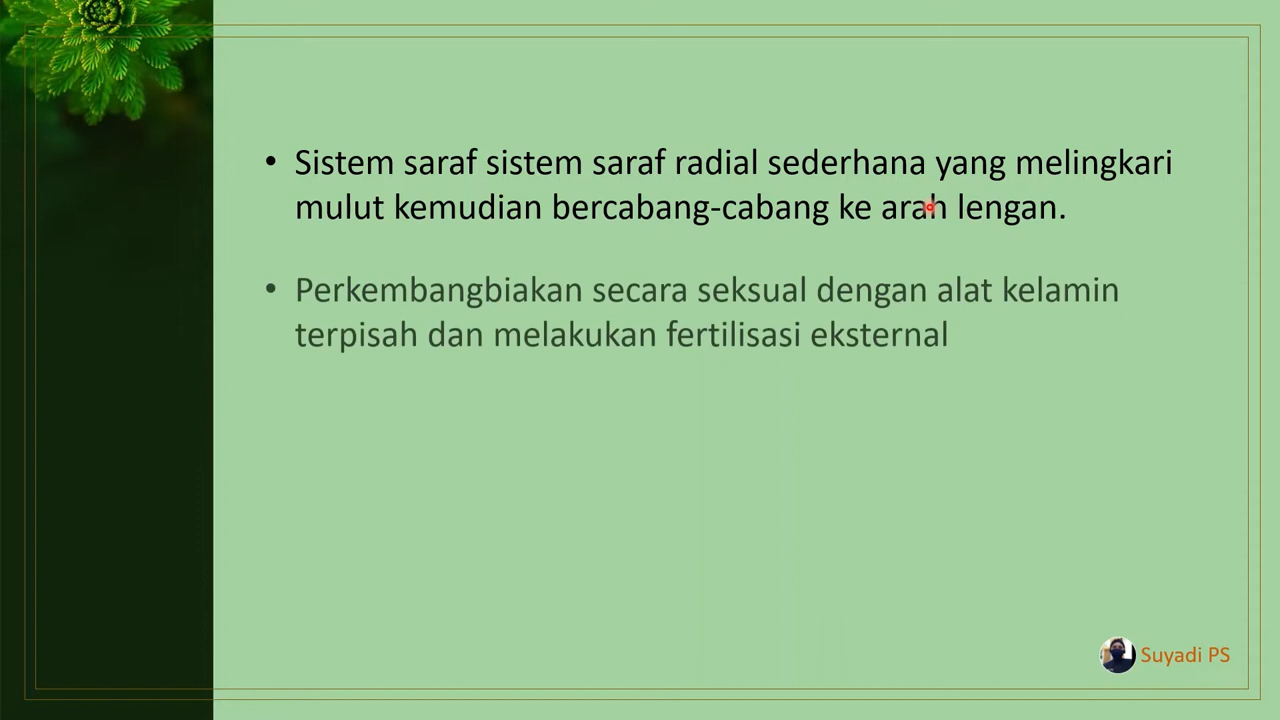 • Sistem saraf sistem saraf radial sederhana yang melingkari
mulut kemudian bercabang-cabang ke arah lengan.
• Perkembangbiakan secara seksual dengan alat kelamin
terpisah dan melakukan fertilisasi eksternal
Suyadi PS